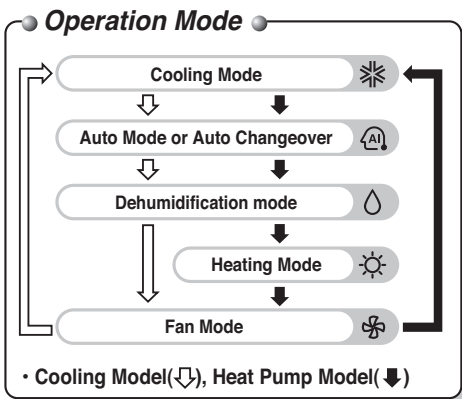 Operation Mode
Cooling Mode
Auto Mode or Auto Changeover
AI
Dehumidification mode
Heating Mode
Fan Mode
• Cooling Model(⇩), Heat Pump Model(⬇)